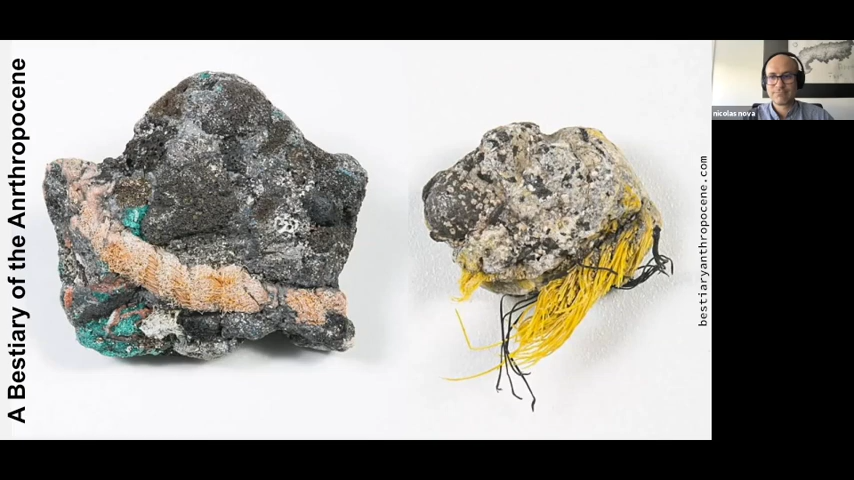 A Bestiary of the Anrthropocene
bestiaryanthropocene.com
nicolas nova